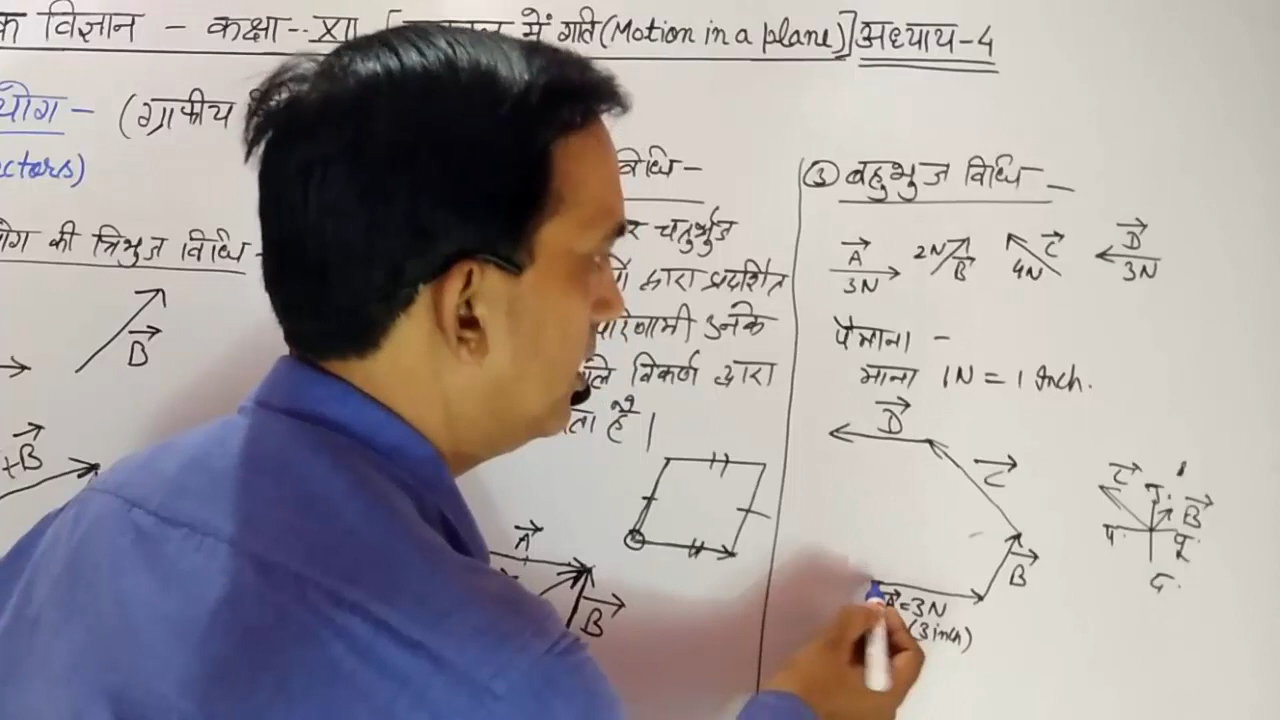 विज्ञान - कक्षा-- XI [ में गति (Motion in a plane)] अध्याय-4
योग - (ग्राफीय
ctors)
योग की त्रिभुज विधि -
B
+B
विधि -
चतुर्भुज
द्वारा प्रदर्शित
परिणामी उनके
विकर्ण द्वारा
है।
A
B
③ बहुभुज विधि -
A 3N 2N B C 4N D 3N
पैमाना -
माना 1N = 1 Inch.
D
C
B
A = 3N
(3 inch)
C
B